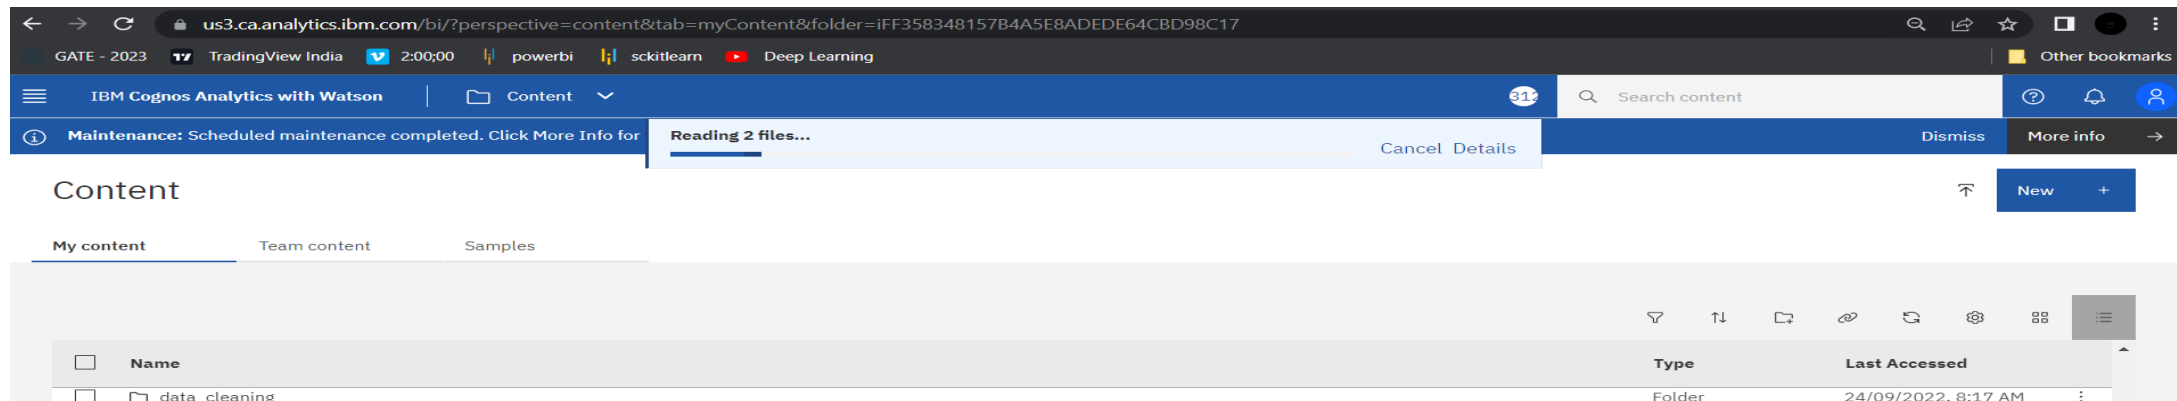 us3.ca.analytics.ibm.com/bi/?perspective=content&tab=myContent&folder=iFF358348157B4A5E8ADEDE64CBD98C17
GATE - 2023 TradingView India 2:00;00 powerbi sckitlearn Deep Learning Other bookmarks
IBM Cognos Analytics with Watson Content 312 Search content
Maintenance: Scheduled maintenance completed. Click More Info for Reading 2 files... Cancel Details Dismiss More info
Content New +
My content Team content Samples
Name Type Last Accessed
data_cleaning Folder 24/09/2022, 8:17 AM